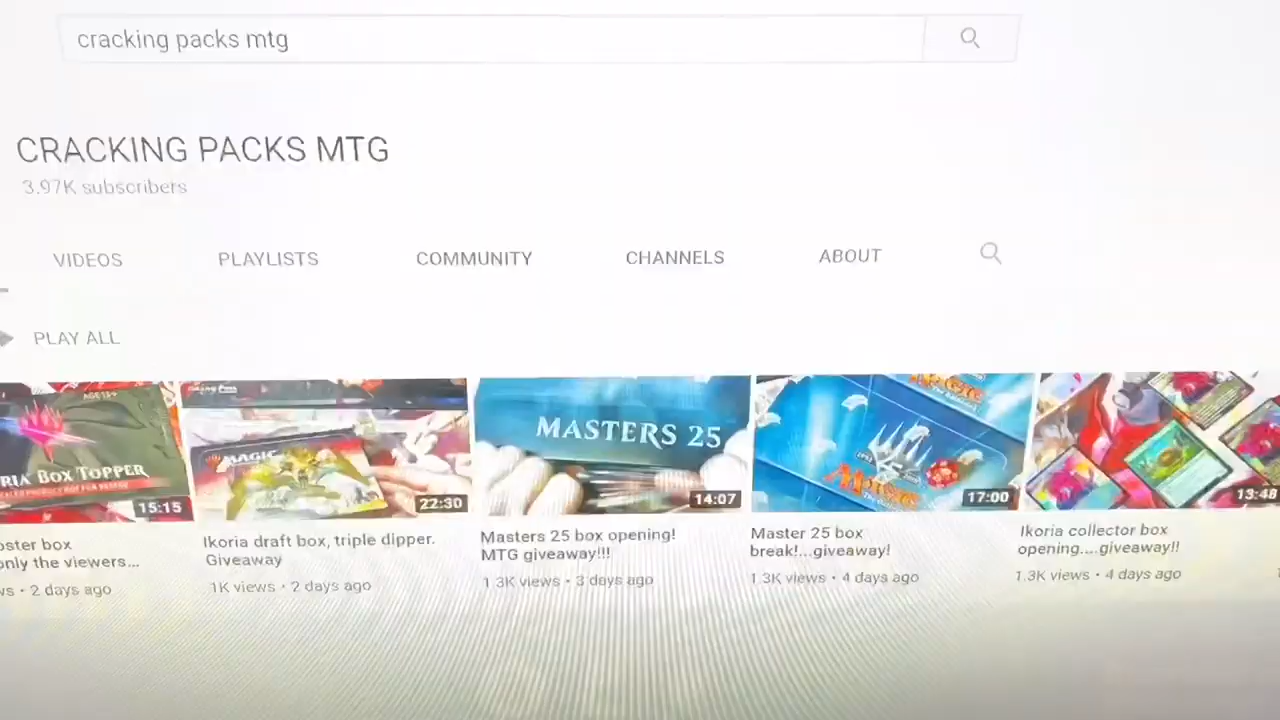 cracking packs mtg
CRACKING PACKS MTG
3.97K subscribers
VIDEOS PLAYLISTS COMMUNITY CHANNELS ABOUT
PLAY ALL
RIA BOX TOPPER
15:15
MAGIC
22:30
MASTERS 25
14:07
17:00
13:48
box
only the viewers...
2 days ago
Ikoria draft box, triple dipper.
Giveaway
1K views • 2 days ago
Masters 25 box opening!
MTG giveaway!!!
1.3K views • 3 days ago
Master 25 box
break!...giveaway!
1.3K views • 4 days ago
Ikoria collector box
opening....giveaway!!
1.3K views • 4 days ago